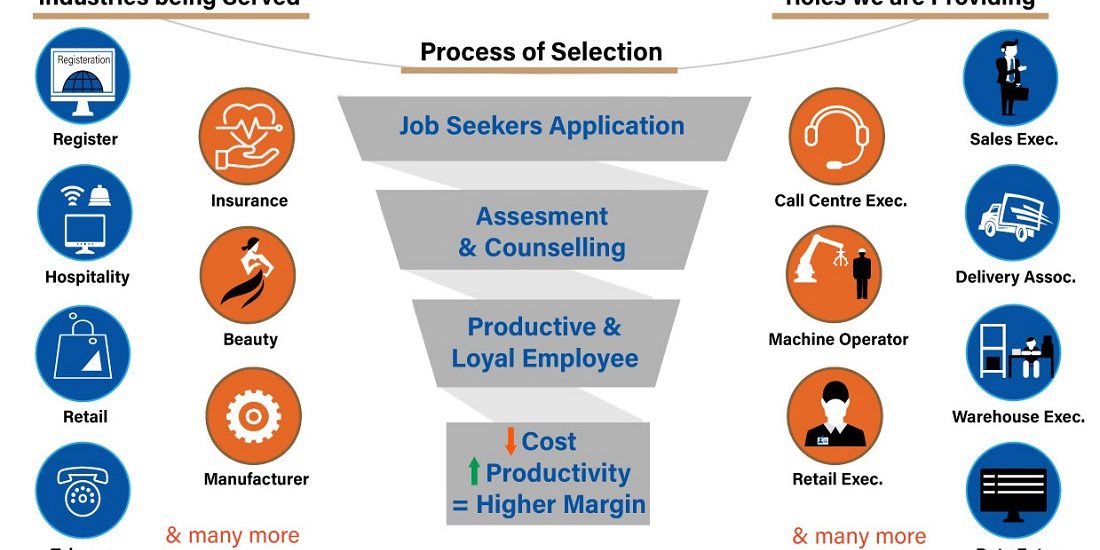 Industries being Served
Roles we are Providing
Process of Selection
Registeration
Register
Insurance
Hospitality
Beauty
Retail
Manufacturer
& many more
Job Seekers Application
Assesment
& Counselling
Productive &
Loyal Employee
Cost
Productivity
= Higher Margin
Sales Exec.
Call Centre Exec.
Delivery Assoc.
Machine Operator
Warehouse Exec.
Retail Exec.
& many more